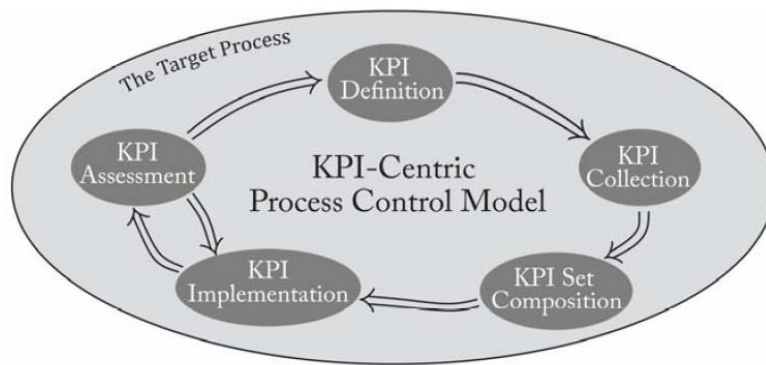 The Target Process
KPI
Definition
KPI
Assessment
KPI
Collection
KPI-Centric
Process Control Model
KPI
Implementation
KPI Set
Composition